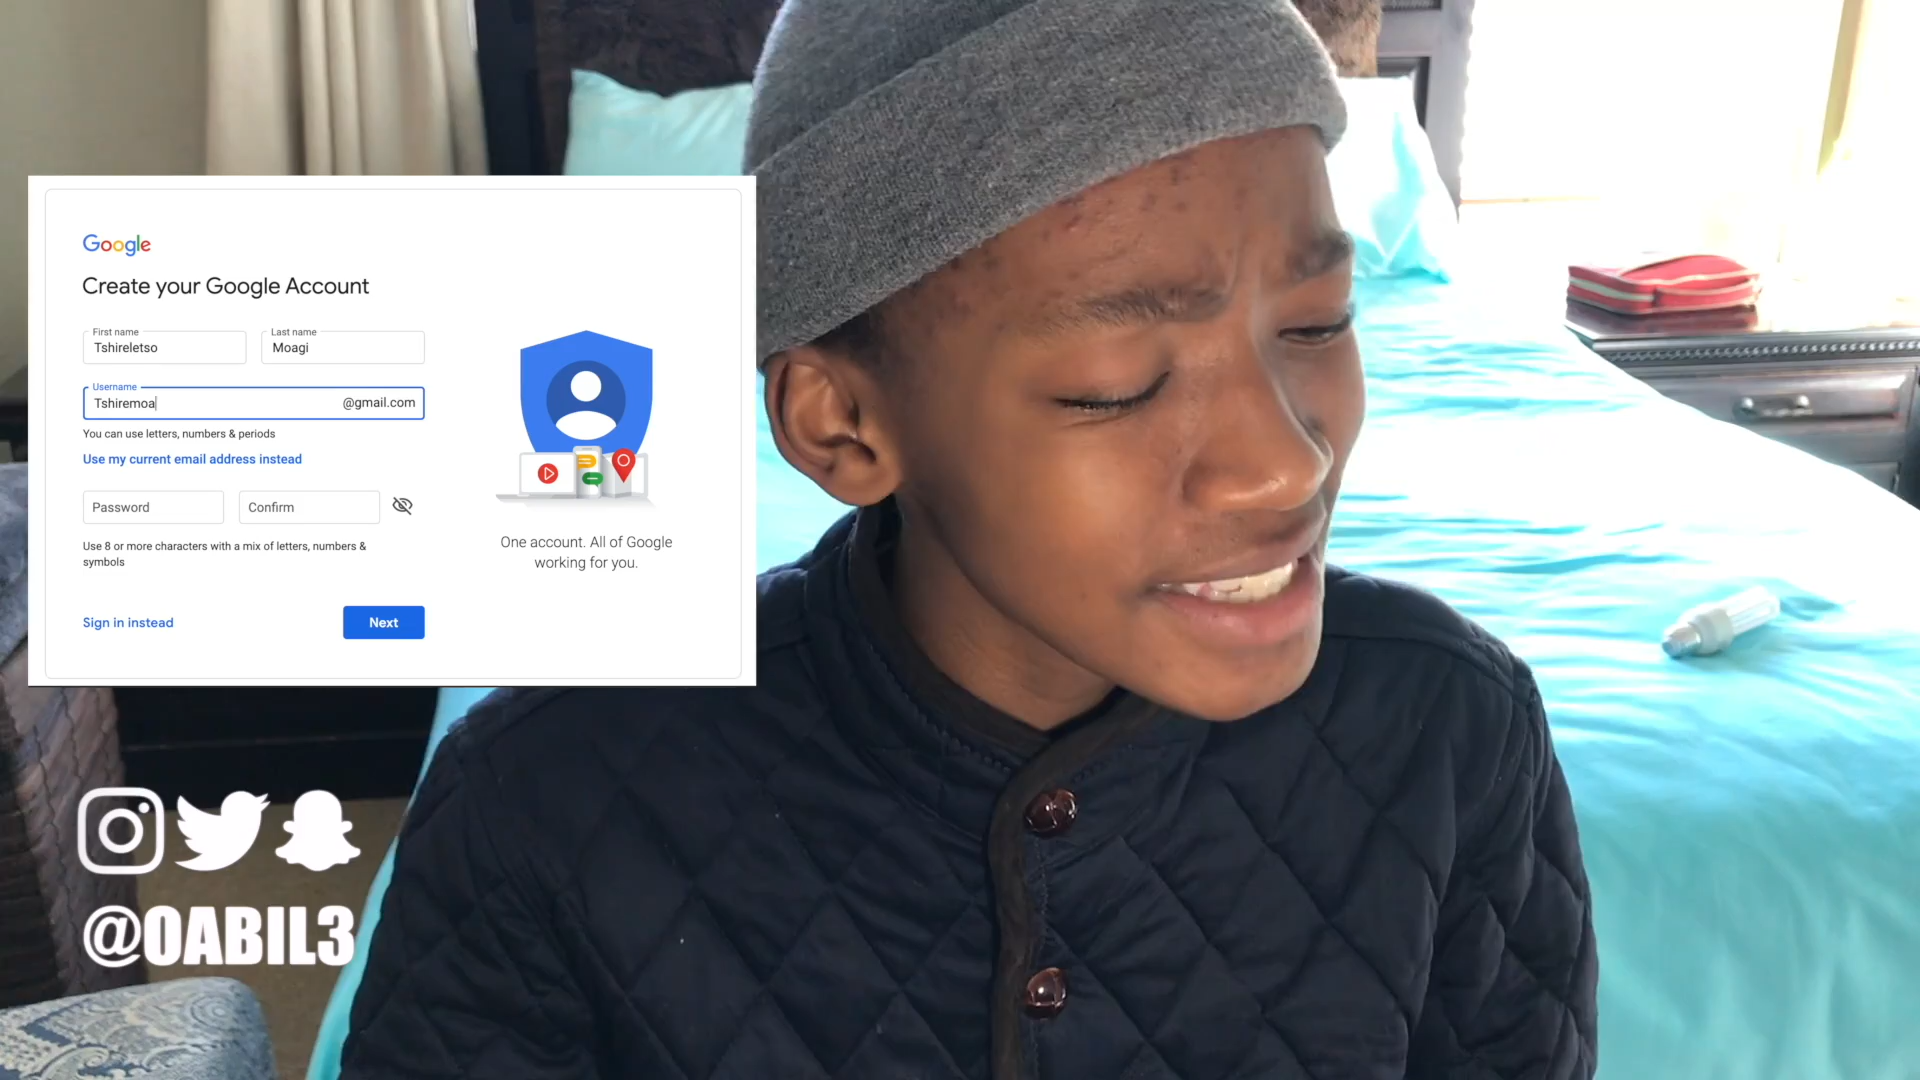 Google
Create your Google Account
First name
Tshireletso
Last name
Moagi
Username
Tshiremoa
@gmail.com
You can use letters, numbers & periods
Use my current email address instead
Password
Confirm
Use 8 or more characters with a mix of letters, numbers &
symbols
Sign in instead
Next
One account. All of Google
working for you.
@OABIL3